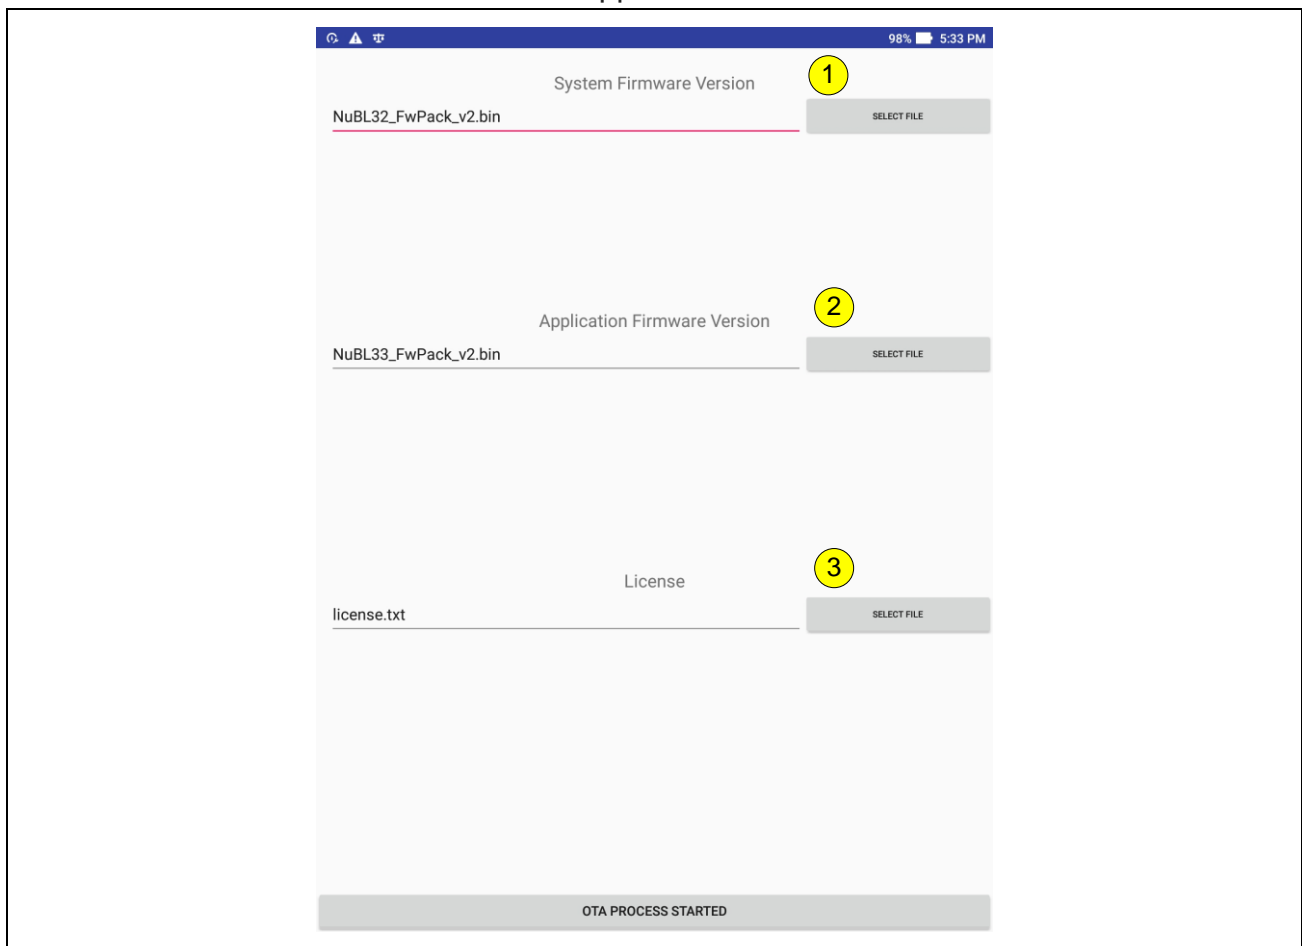 98% 5:33 PM
System Firmware Version
1
NuBL32_FwPack_v2.bin
SELECT FILE
Application Firmware Version
2
NuBL33_FwPack_v2.bin
SELECT FILE
License
3
license.txt
SELECT FILE
OTA PROCESS STARTED